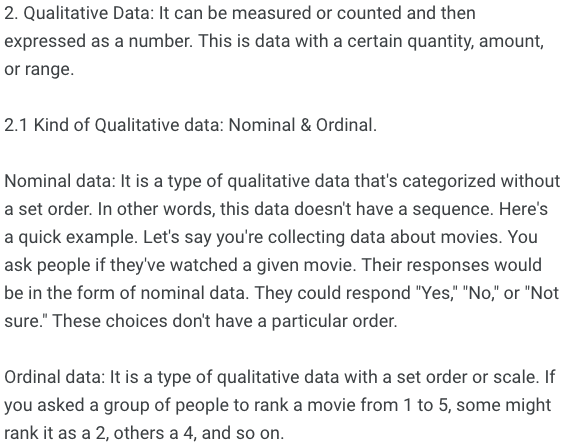 2. Qualitative Data: It can be measured or counted and then
expressed as a number. This is data with a certain quantity, amount,
or range.
2.1 Kind of Qualitative data: Nominal & Ordinal.
Nominal data: It is a type of qualitative data that's categorized without
a set order. In other words, this data doesn't have a sequence. Here's
a quick example. Let's say you're collecting data about movies. You
ask people if they've watched a given movie. Their responses would
be in the form of nominal data. They could respond "Yes," "No," or "Not
sure." These choices don't have a particular order.
Ordinal data: It is a type of qualitative data with a set order or scale. If
you asked a group of people to rank a movie from 1 to 5, some might
rank it as a 2, others a 4, and so on.